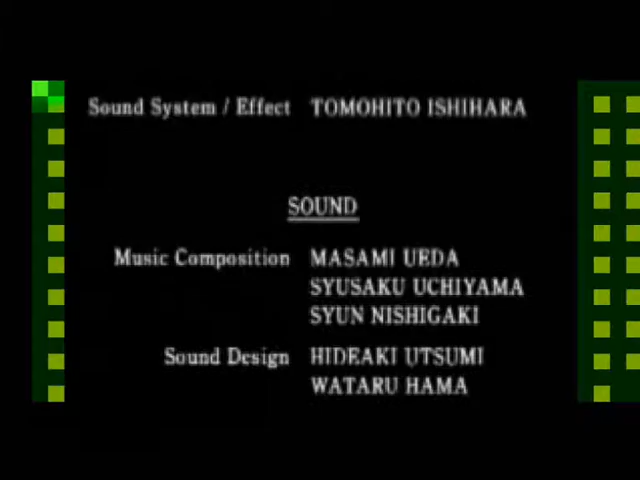 Sound System / Effect TOMOHITO ISHIHARA
SOUND
Music Composition MASAMI UEDA
SYUSAKU UCHIYAMA
SYUN NISHIGAKI
Sound Design HIDEAKI UTSUMI
WATARU HAMA